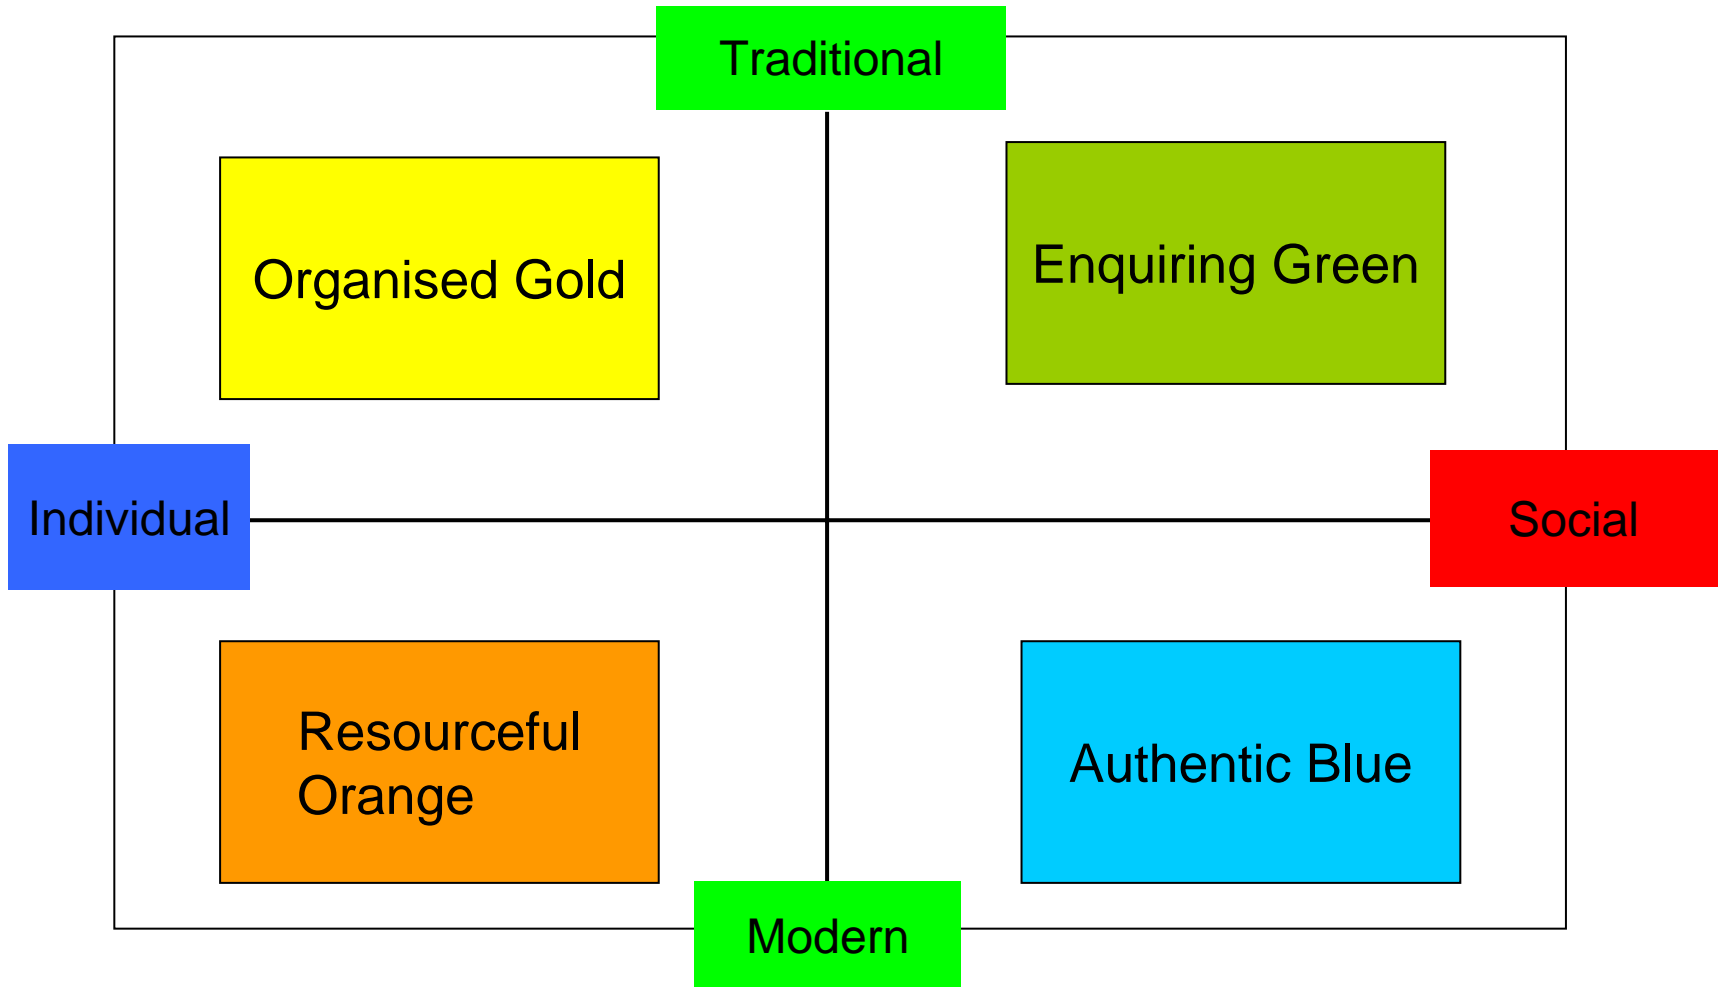 Traditional
Organised Gold
Enquiring Green
Individual
Social
Resourceful
Orange
Authentic Blue
Modern